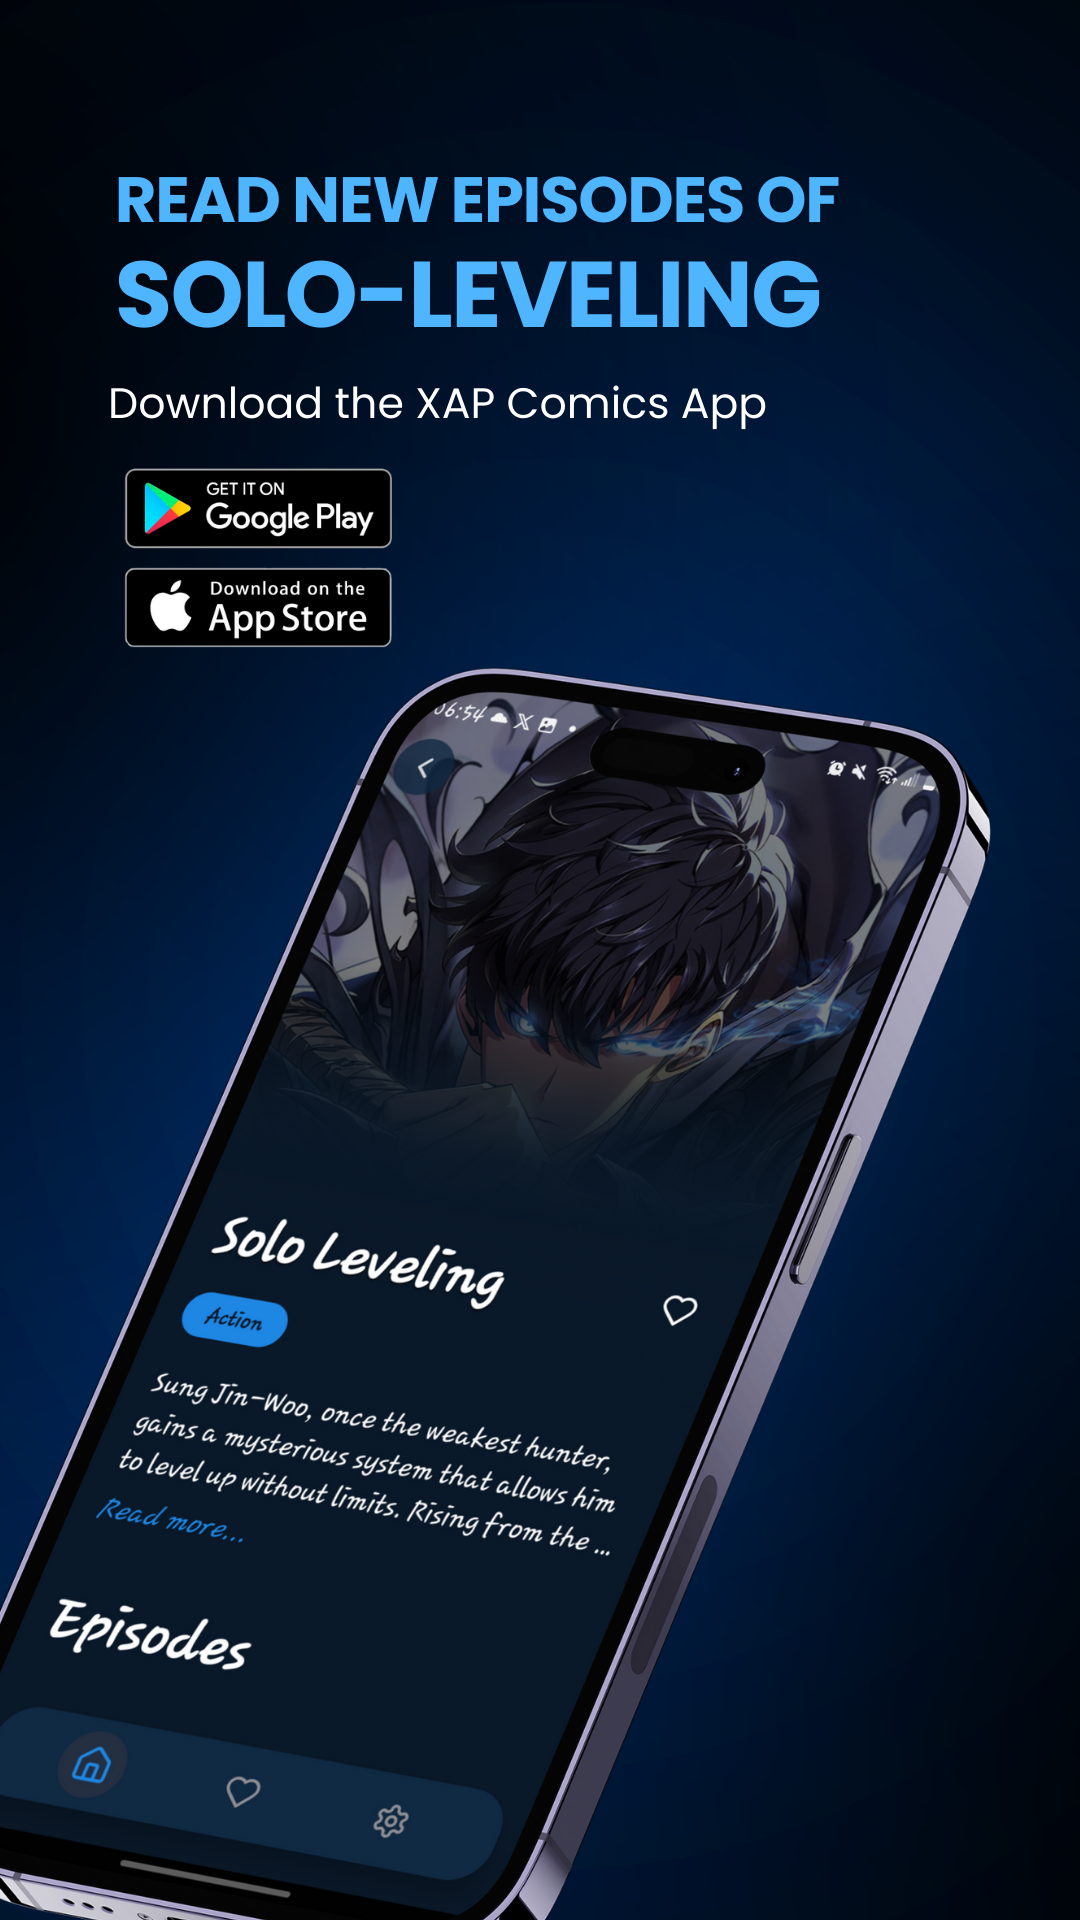 READ NEW EPISODES OF
SOLO-LEVELING
Download the XAP Comics App
GET IT ON
Google Play
Download on the
App Store
06:54
Solo Leveling
Action
Sung Jin-Woo, once the weakest hunter,
gains a mysterious system that allows him
to level up without limits. Rising from the ...
Read more...
Episodes